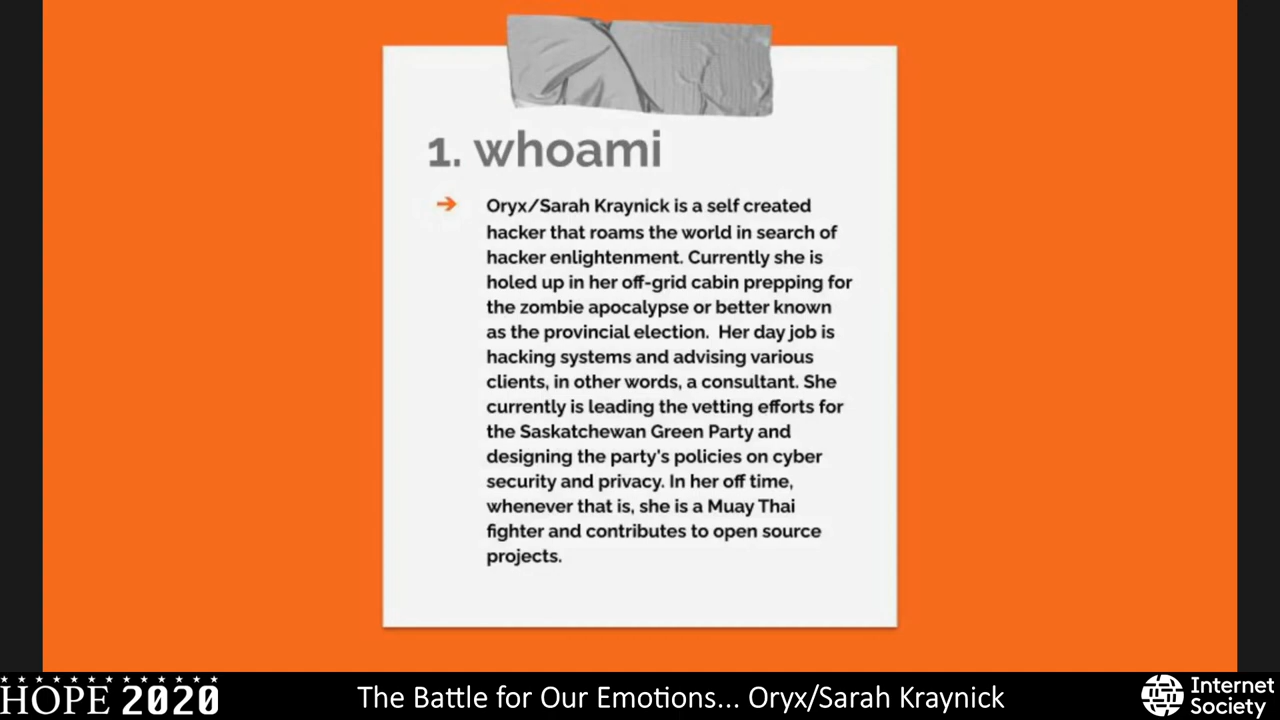 1. whoami
➔ Oryx/Sarah Kraynick is a self created
hacker that roams the world in search of
hacker enlightenment. Currently she is
holed up in her off-grid cabin prepping for
the zombie apocalypse or better known
as the provincial election.  Her day job is
hacking systems and advising various
clients, in other words, a consultant. She
currently is leading the vetting efforts for
the Saskatchewan Green Party and
designing the party's policies on cyber
security and privacy. In her off time,
whenever that is, she is a Muay Thai
fighter and contributes to open source
projects.
HOPE 2020
The Battle for Our Emotions... Oryx/Sarah Kraynick
Internet
Society